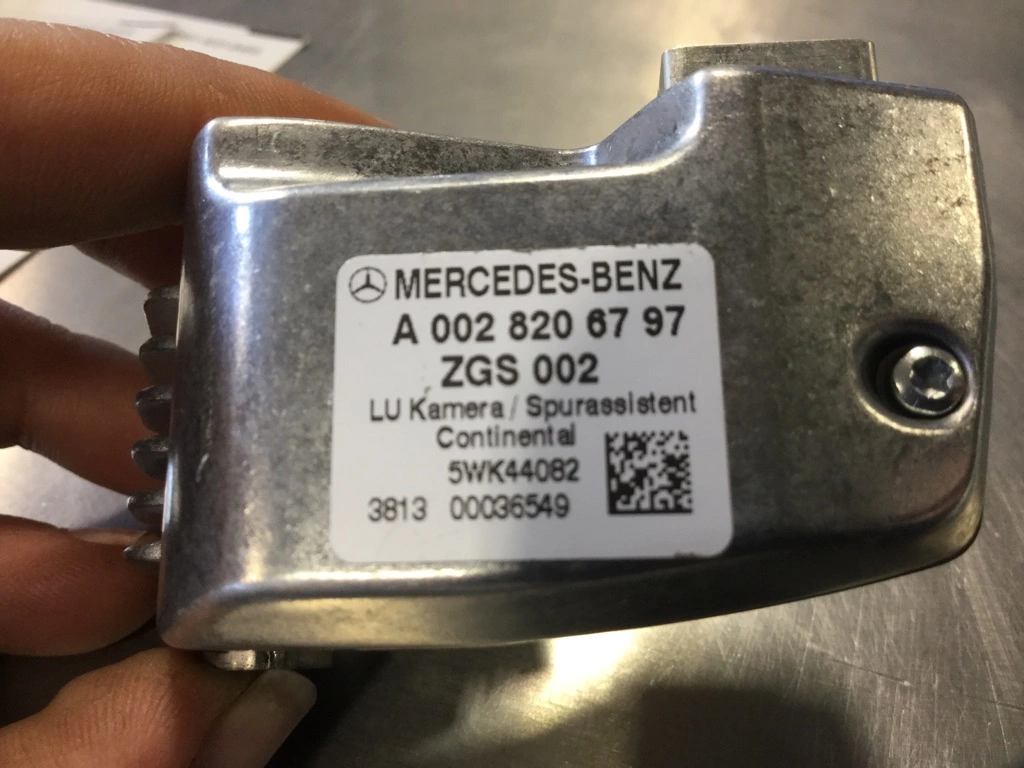 MERCEDES-BENZ
A 002 820 67 97
ZGS 002
LU Kamera / Spurassistent
Continental
5WK44082
3813 00036549